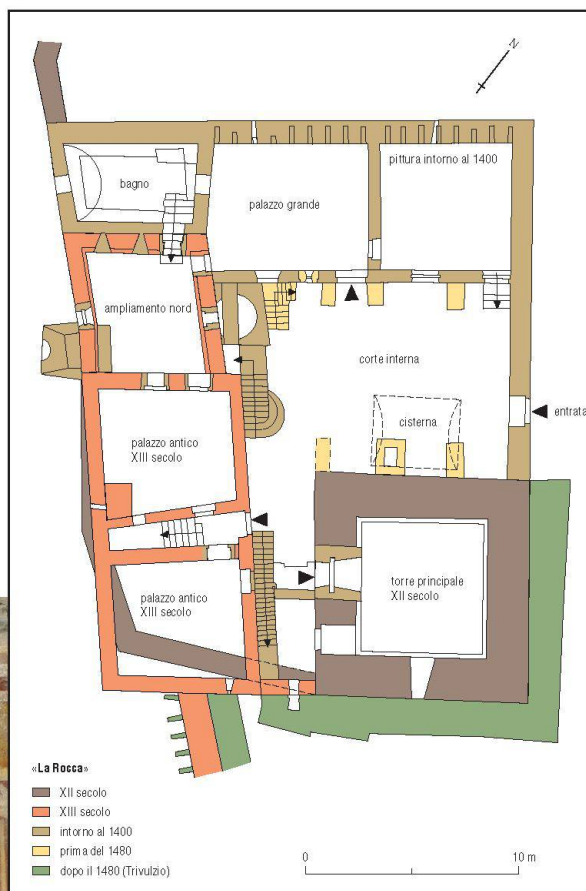 N
pittura intorno al 1400
bagno
palazzo grande
ampliamento nord
corte interna
entrata
cisterna
palazzo antico
XIII secolo
palazzo antico
XIII secolo
torre principale
XII secolo
«La Rocca»
XII secolo
XIII secolo
intorno al 1400
prima del 1480
dopo il 1480 (Trivulzio)
0
10 m